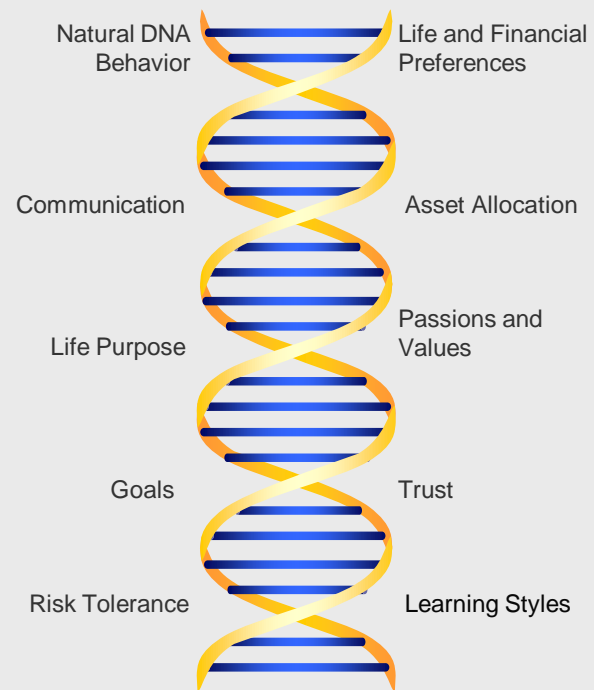 Natural DNA
Behavior
Life and Financial
Preferences
Communication
Asset Allocation
Life Purpose
Passions and
Values
Goals
Trust
Risk Tolerance
Learning Styles